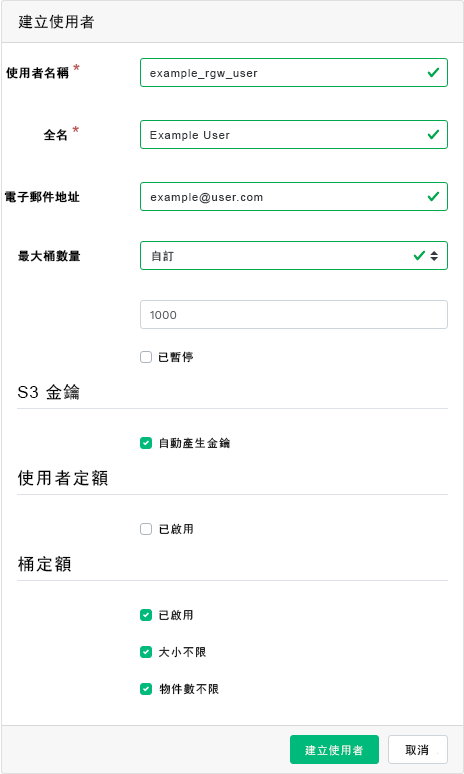 建立使用者
使用者名稱 *
example_rgw_user
全名 *
Example User
電子郵件地址
example@user.com
最大桶數量
自訂
1000
已暫停
S3 金鑰
自動產生金鑰
使用者定額
已啟用
桶定額
已啟用
大小不限
物件數不限
建立使用者
取消